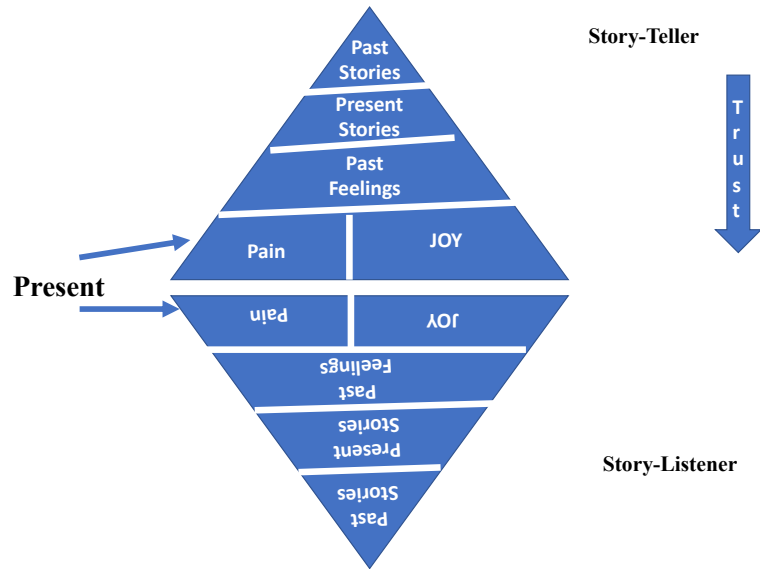 Past
Stories
Story-Teller
Present
Stories
Trust
Past
Feelings
Pain
JOY
Present
Pain
JOY
Past
Feelings
Present
Stories
Story-Listener
Past
Stories